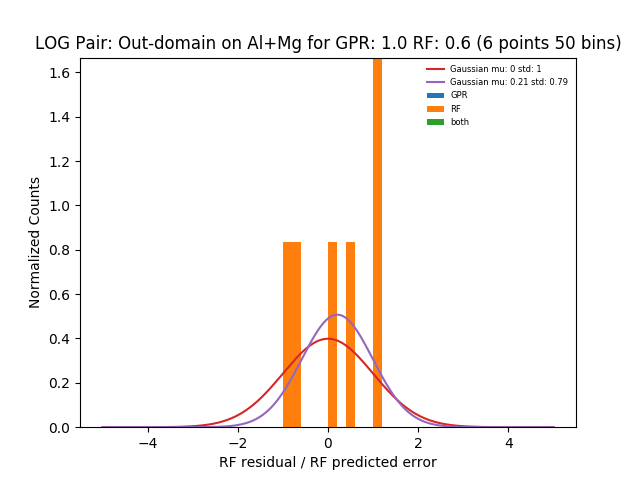 LOG Pair: Out-domain on Al+Mg for GPR: 1.0 RF: 0.6 (6 points 50 bins)
Gaussian mu: 0 std: 1
Gaussian mu: 0.21 std: 0.79
GPR
RF
both
Normalized Counts
1.6
1.4
1.2
1.0
0.8
0.6
0.4
0.2
0.0
−4 −2 0 2 4
RF residual / RF predicted error